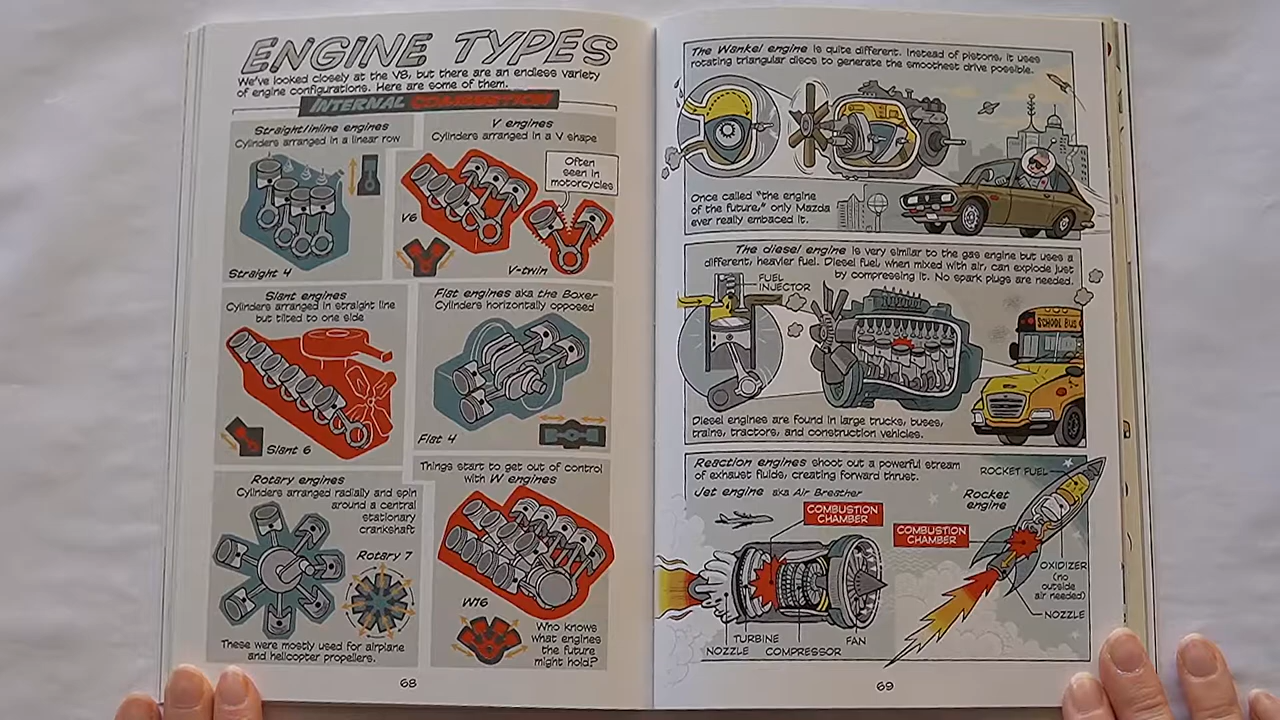 ENGINE TYPES
We've looked closely at the V8, but there are an endless variety
of engine configurations. Here are some of them.
INTERNAL COMBUSTION
Straight/inline engines
Cylinders arranged in a linear row
Straight 4
V engines
Cylinders arranged in a V shape
Often
seen in
motorcycles
V6
V-twin
Slant engines
Cylinders arranged in straight line
but tilted to one side
Slant 6
Flat engines aka the Boxer
Cylinders horizontally opposed
Flat 4
Rotary engines
Cylinders arranged radially and spin
around a central
stationary
crankshaft
Rotary 7
These were mostly used for airplane
and helicopter propellers.
Things start to get out of control
with W engines
W16
Who knows
what engines
the future
might hold?
68
The Wankel engine is quite different. Instead of pistons, it uses
rotating triangular discs to generate the smoothest drive possible.
Once called "the engine
of the future," only Mazda
ever really embaced it.
The diesel engine is very similar to the gas engine but uses a
different, heavier fuel. Diesel fuel, when mixed with air, can explode just
by compressing it. No spark plugs are needed.
FUEL
INJECTOR
SCHOOL BUS
Diesel engines are found in large trucks, buses,
trains, tractors, and construction vehicles.
Reaction engines shoot out a powerful stream
of exhaust fluids, creating forward thrust.
Jet engine aka Air Breather
COMBUSTION
CHAMBER
TURBINE
FAN
NOZZLE
COMPRESSOR
ROCKET FUEL
Rocket
engine
COMBUSTION
CHAMBER
OXIDIZER
(no
outside
air needed)
NOZZLE
69